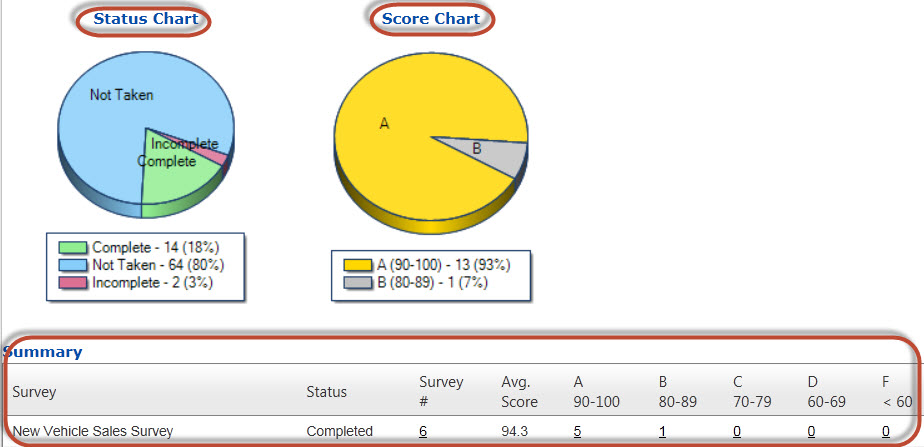 Status Chart
Score Chart
Not Taken
Incomplete
Complete
A
B
Complete - 14 (18%)
Not Taken - 64 (80%)
Incomplete - 2 (3%)
A (90-100) - 13 (93%)
B (80-89) - 1 (7%)
Summary
Survey Status Survey # Avg. Score A 90-100 B 80-89 C 70-79 D 60-69 F < 60
New Vehicle Sales Survey Completed 6 94.3 5 1 0 0 0